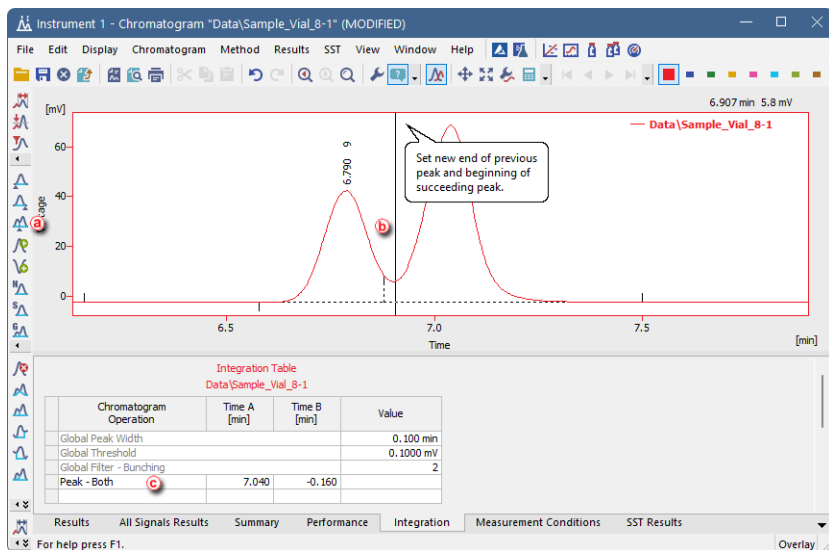 Instrument 1 - Chromatogram "Data\Sample_Vial_8-1" (MODIFIED)
File Edit Display Chromatogram Method Results SST View Window Help
6.907 min 5.8 mV
[mV]
Data\Sample_Vial_8-1
60
40
20
0
6.790 9
Set new end of previous
peak and beginning of
succeeding peak.
a
b
6.5 7.0 7.5
Time
[min]
Integration Table
Data\Sample_Vial_8-1
Chromatogram Operation Time A [min] Time B [min] Value
Global Peak Width 0.100 min
Global Threshold 0.1000 mV
Global Filter - Bunching 2
Peak - Both c 7.040 -0.160
Results All Signals Results Summary Performance Integration Measurement Conditions SST Results
For help press F1. Overlay